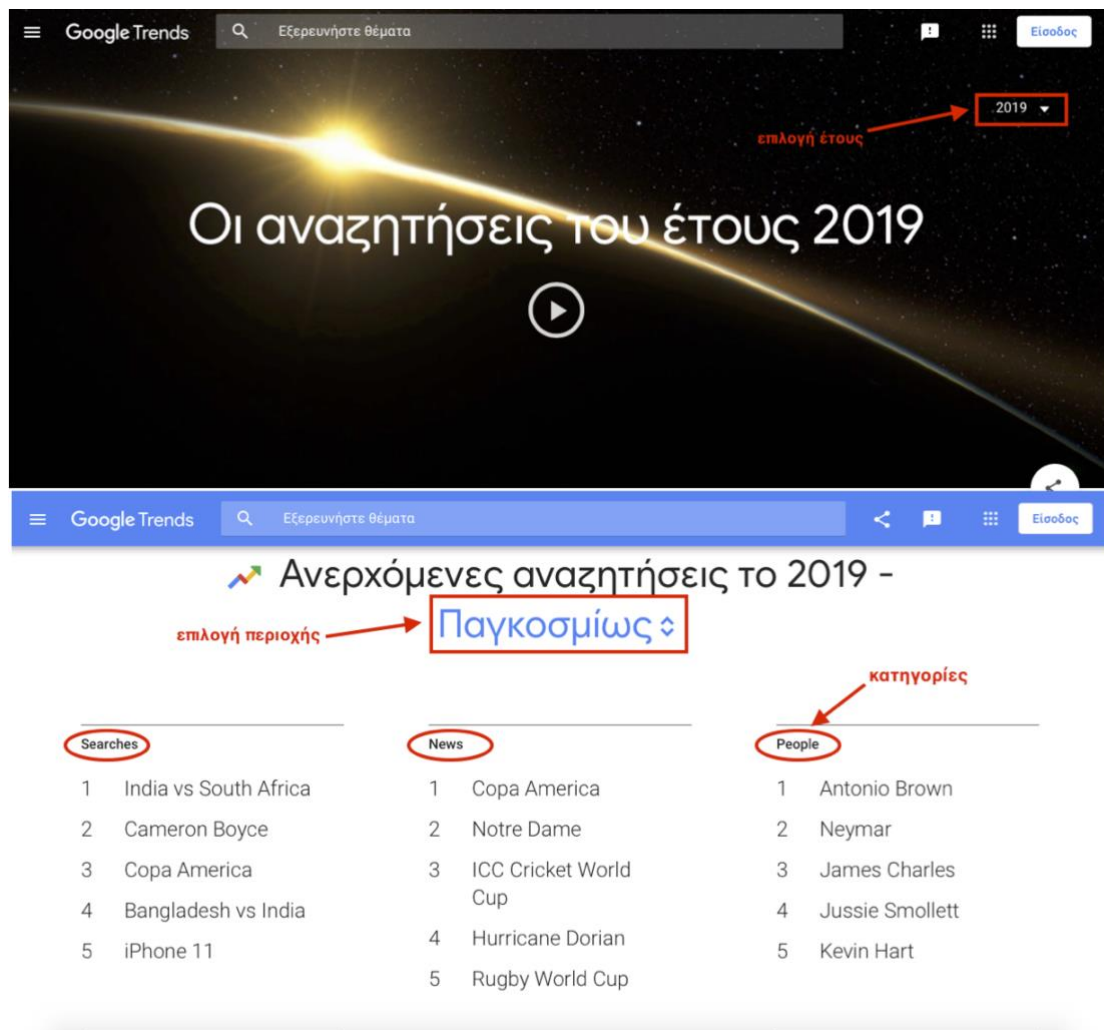 Google Trends
Εξερευνήστε θέματα
Είσοδος
2019
επιλογή έτους
Οι αναζητήσεις του έτους 2019
Google Trends
Εξερευνήστε θέματα
Είσοδος
Ανερχόμενες αναζητήσεις το 2019 -
Παγκοσμίως
επιλογή περιοχής
κατηγορίες
Searches
1 India vs South Africa
2 Cameron Boyce
3 Copa America
4 Bangladesh vs India
5 iPhone 11
News
1 Copa America
2 Notre Dame
3 ICC Cricket World
Cup
4 Hurricane Dorian
5 Rugby World Cup
People
1 Antonio Brown
2 Neymar
3 James Charles
4 Jussie Smollett
5 Kevin Hart